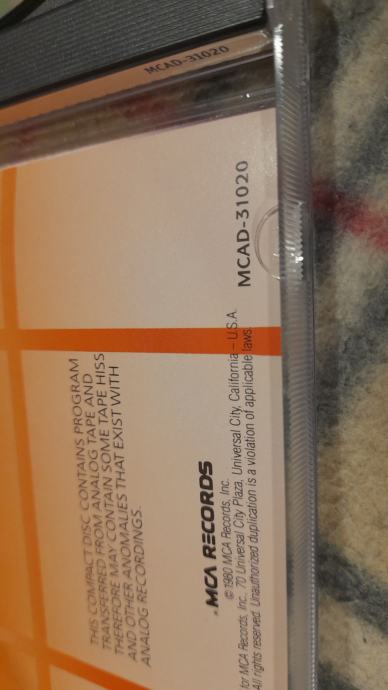 MCAD-31020
THIS COMPACT DISC CONTAINS PROGRAM
TRANSFERRED FROM ANALOG TAPE AND
THEREFORE MAY CONTAIN SOME TAPE HISS
AND OTHER ANOMALIES THAT EXIST WITH
ANALOG RECORDINGS.
MCA RECORDS
© 1980 MCA Records, Inc.
for MCA Records, Inc., 70 Universal City Plaza, Universal City, California – U.S.A.
All rights reserved. Unauthorized duplication is a violation of applicable laws
MCAD-31020